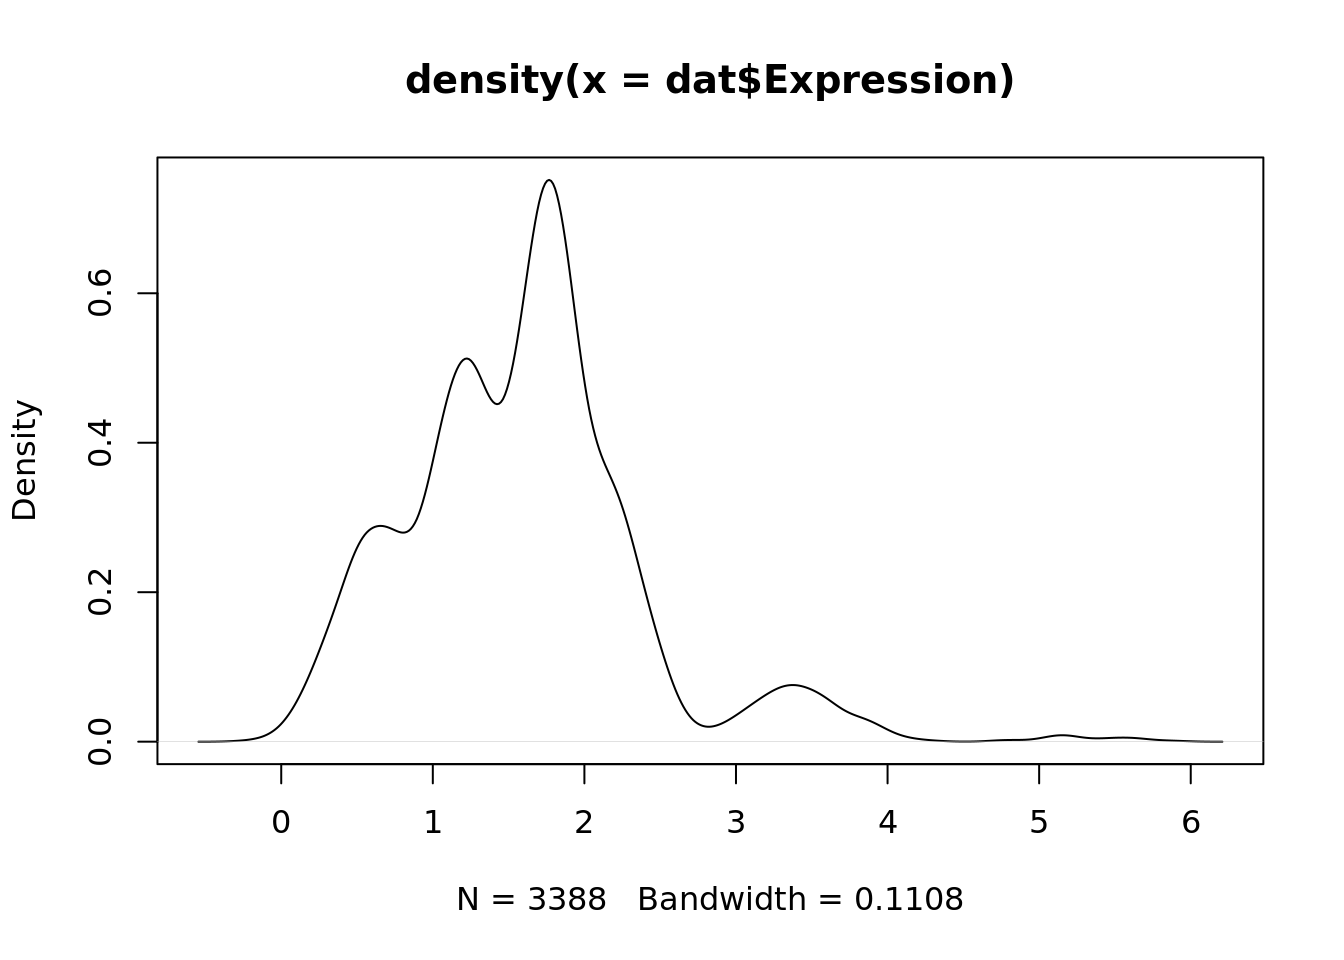 density(x = dat$Expression)
Density
0.6
0.4
0.2
0.0
0 1 2 3 4 5 6
N = 3388 Bandwidth = 0.1108